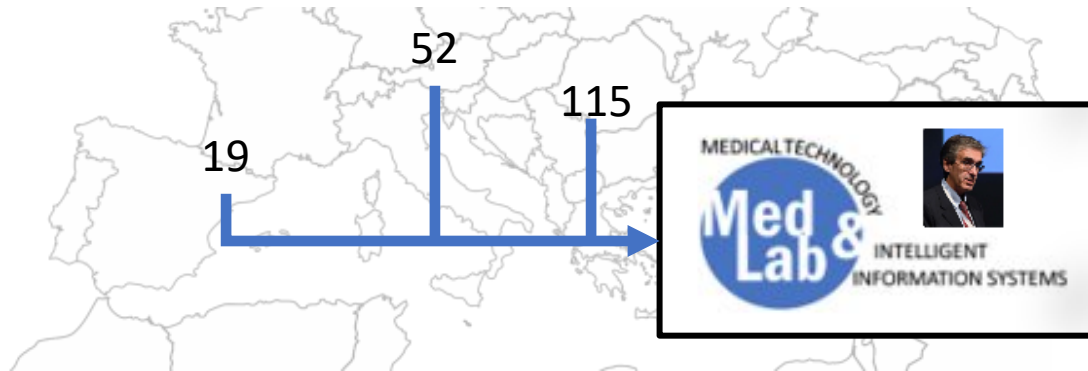 52
115
19
MEDICAL TECHNOLOGY
Med
Lab
&
INTELLIGENT
INFORMATION SYSTEMS